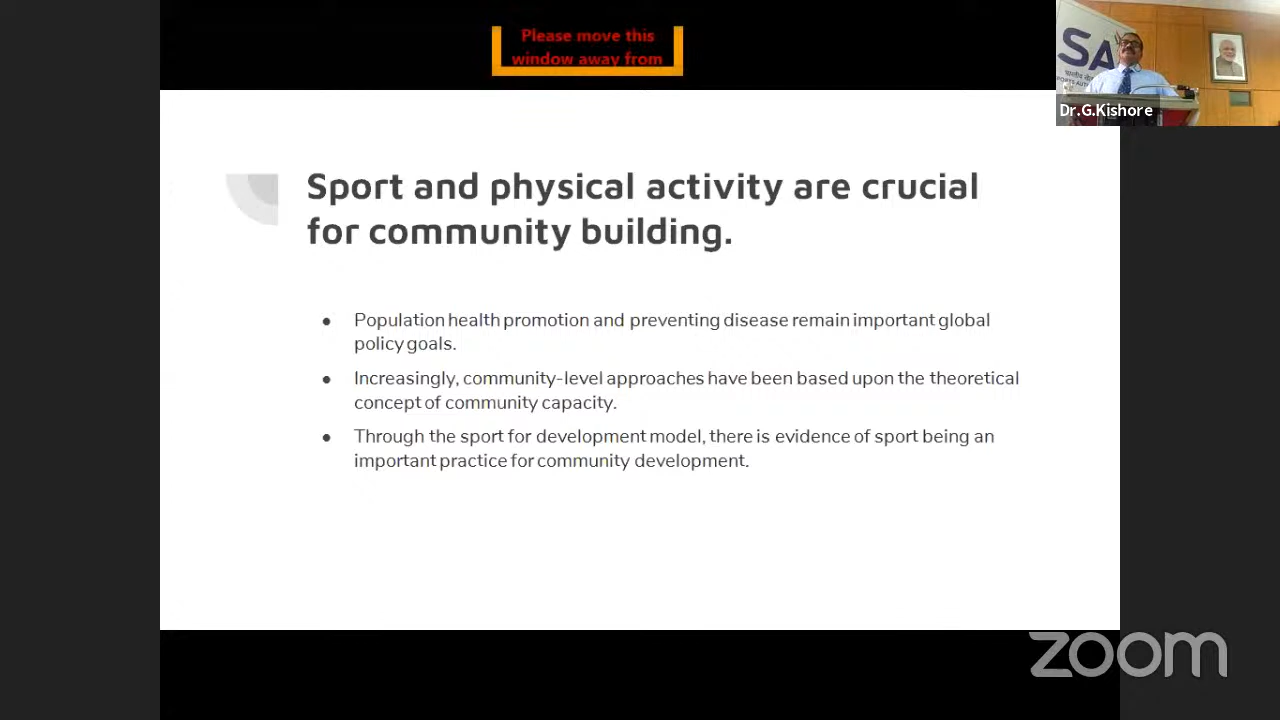 Please move this
window away from
SA
भारतीय
Dr.G.Kishore
Sport and physical activity are crucial
for community building.
● Population health promotion and preventing disease remain important global
policy goals.
● Increasingly, community-level approaches have been based upon the theoretical
concept of community capacity.
● Through the sport for development model, there is evidence of sport being an
important practice for community development.
zoom